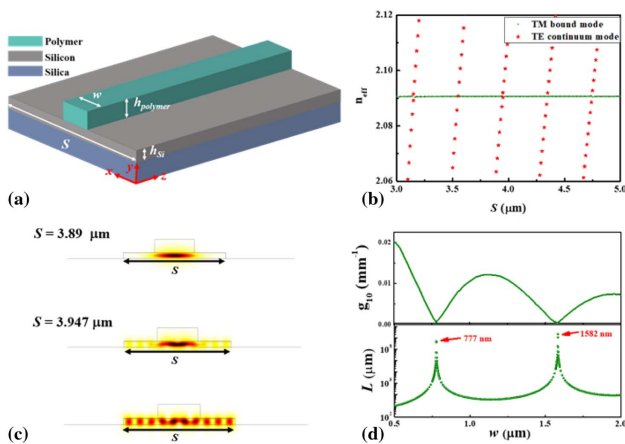 Polymer
Silicon
Silica
w
h_polymer
S
h_Si
y
x
z
(a)
2.12
TM bound mode
TE continuum mode
2.10
n_eff
2.08
2.06
3.0 3.5 4.0 4.5 5.0
S (μm)
(b)
S = 3.89 μm
S
S = 3.947 μm
S
S
(c)
0.02
g₁₀ (mm⁻¹)
0.01
0.00
777 nm
1582 nm
L (μm)
0.5 1.0 1.5 2.0
w (μm)
(d)